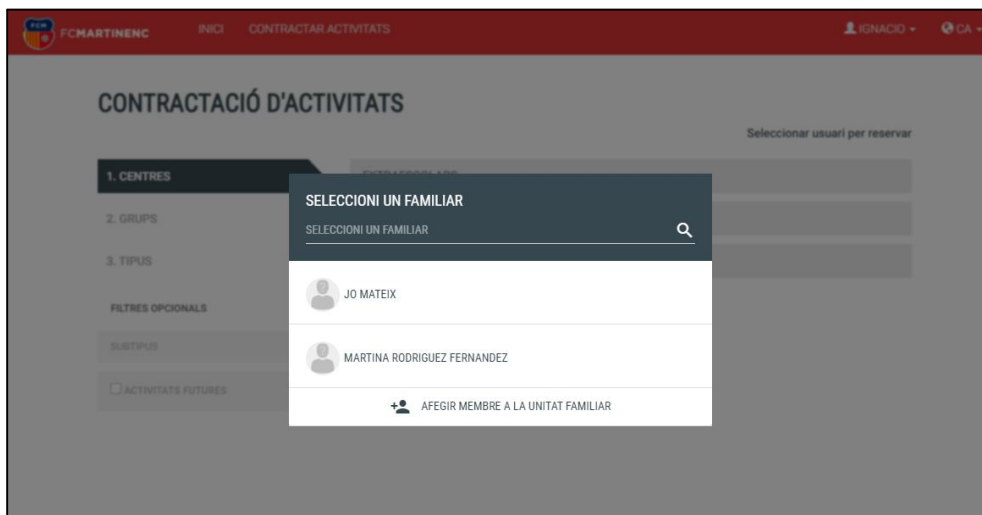 FCM
FCMARTINENC
INICI
CONTRACTAR ACTIVITATS
IGNACIO
CA
CONTRACTACIÓ D'ACTIVITATS
Seleccionar usuari per reservar
1. CENTRES
2. GRUPS
3. TIPUS
FILTRES OPCIONALS
SUBTIPUS
ACTIVITATS FUTURES
SELECCIONI UN FAMILIAR
SELECCIONI UN FAMILIAR
JO MATEIX
MARTINA RODRIGUEZ FERNANDEZ
AFEGIR MEMBRE A LA UNITAT FAMILIAR